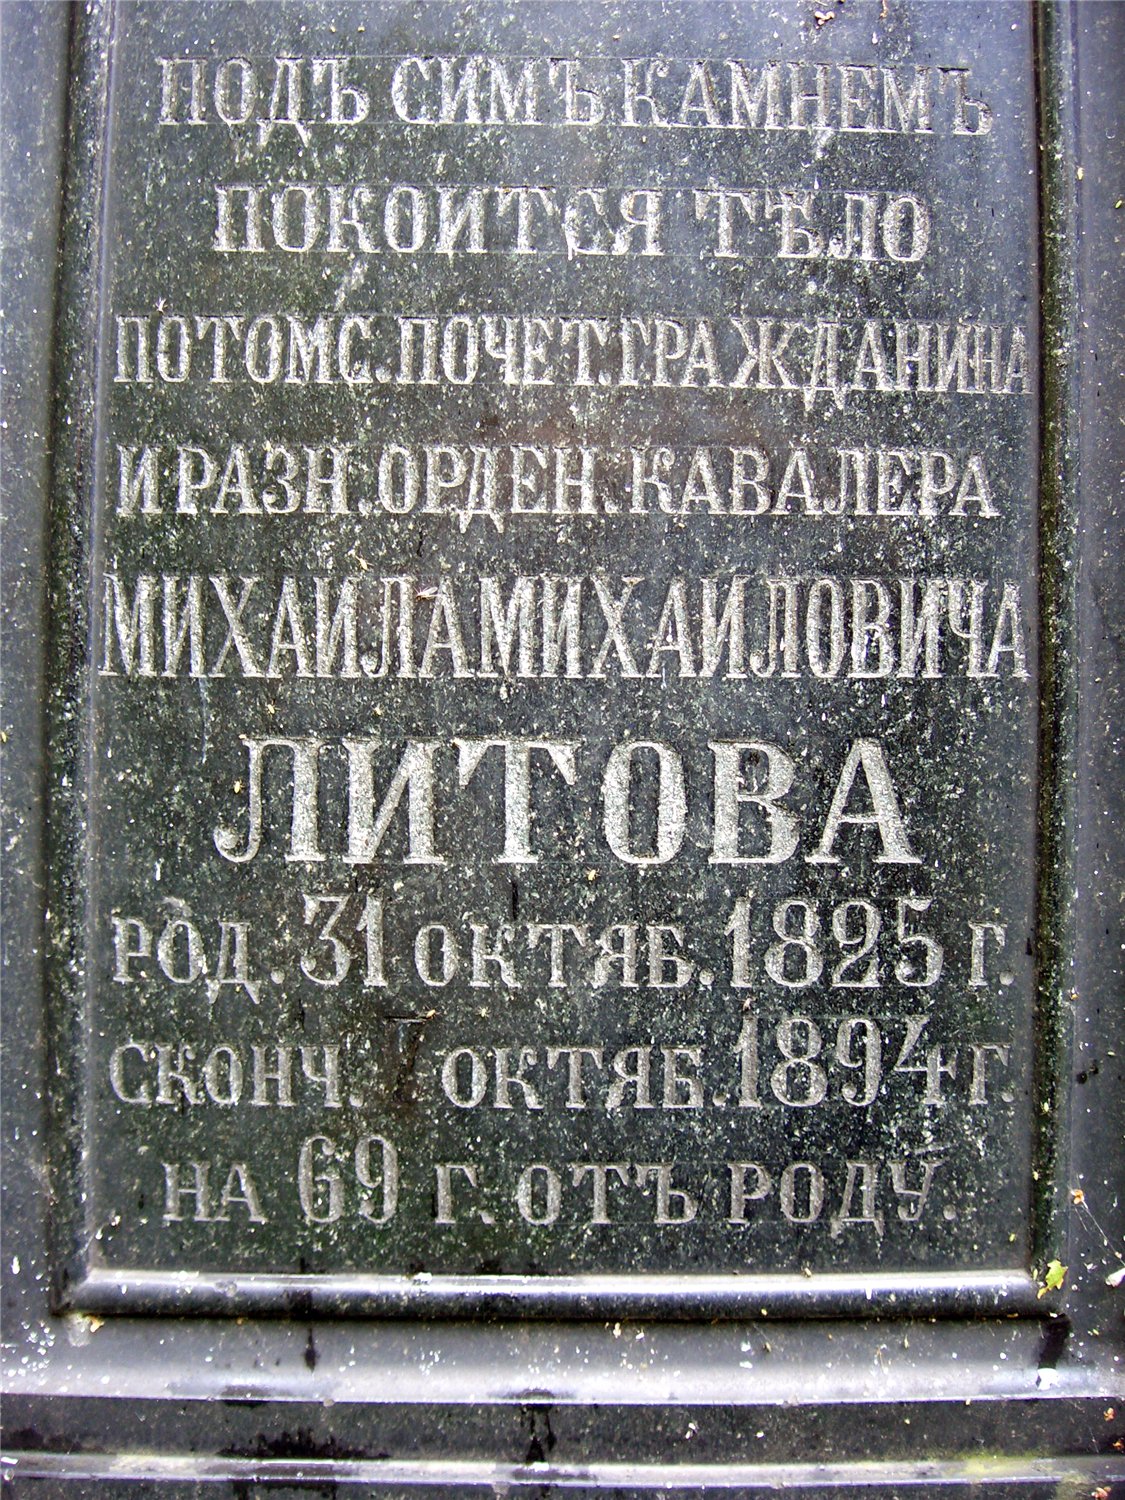 ПОДЪ СИМЪ КАМНЕМЪ
ПОКОИТСЯ ТѢЛО
ПОТОМС. ПОЧЕТ. ГРАЖДАНИНА
И РАЗН. ОРДЕН. КАВАЛЕРА
МИХАИЛА МИХАИЛОВИЧА
ЛИТОВА
РОД. 31 ОКТЯБ. 1825 Г.
СКОНЧ. 7 ОКТЯБ. 1894 Г.
НА 69 Г. ОТЪ РОДУ.